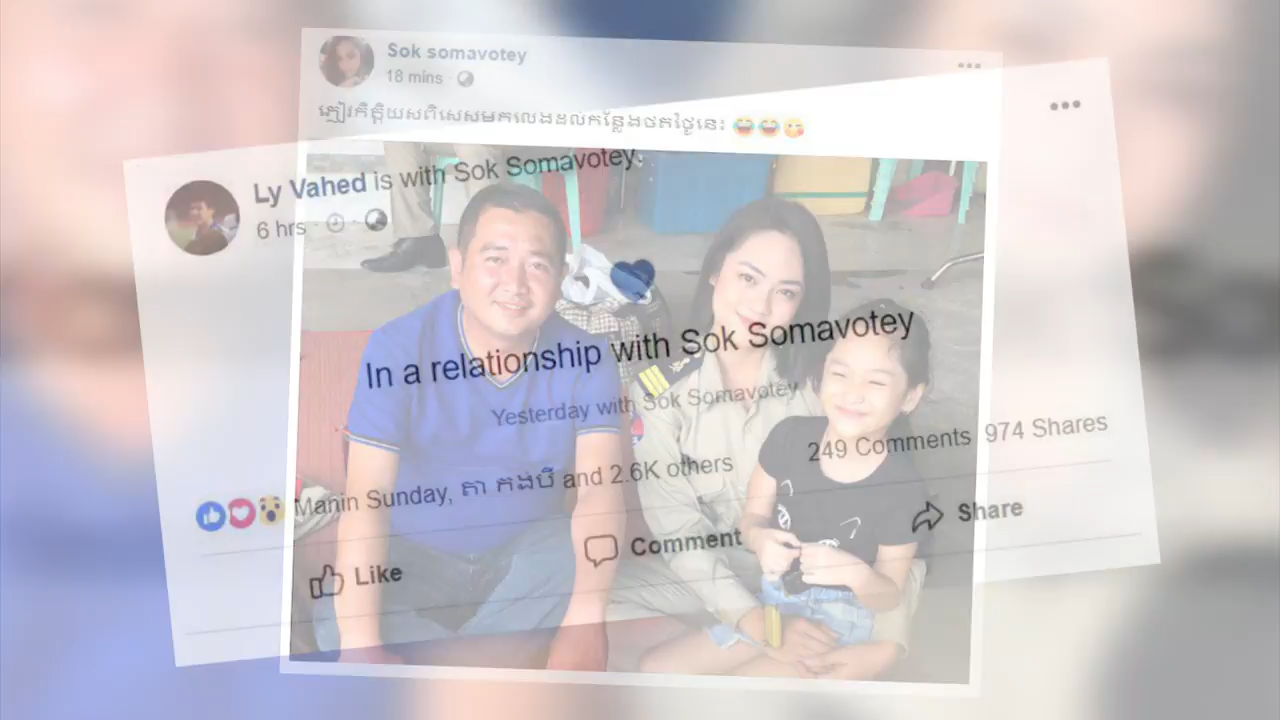 Sok somavotey
18 mins
ភ្ញៀវកិត្តិយសពិសេសមកលេងដល់កន្លែងថតថ្ងៃនេះ 😂😂😋
Ly Vahed is with Sok Somavotey.
6 hrs
In a relationship with Sok Somavotey
Yesterday with Sok Somavotey
Manin Sunday, តា កងបី and 2.6K others
249 Comments 974 Shares
Like
Comment
Share